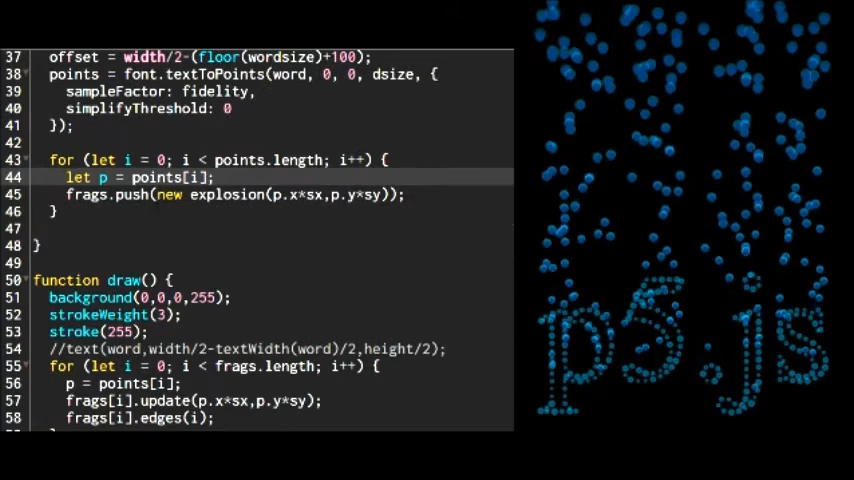 37 offset = width/2-(floor(wordsize)+100);
38 points = font.textToPoints(word, 0, 0, dsize, {
39 sampleFactor: fidelity,
40 simplifyThreshold: 0
41 });
42
43 for (let i = 0; i < points.length; i++) {
44 let p = points[i];
45 frags.push(new explosion(p.x*sx,p.y*sy));
46 }
47
48 }
49
50 function draw() {
51 background(0,0,0,255);
52 strokeWeight(3);
53 stroke(255);
54 //text(word,width/2-textWidth(word)/2,height/2);
55 for (let i = 0; i < frags.length; i++) {
56 p = points[i];
57 frags[i].update(p.x*sx,p.y*sy);
58 frags[i].edges(i);
p5.js